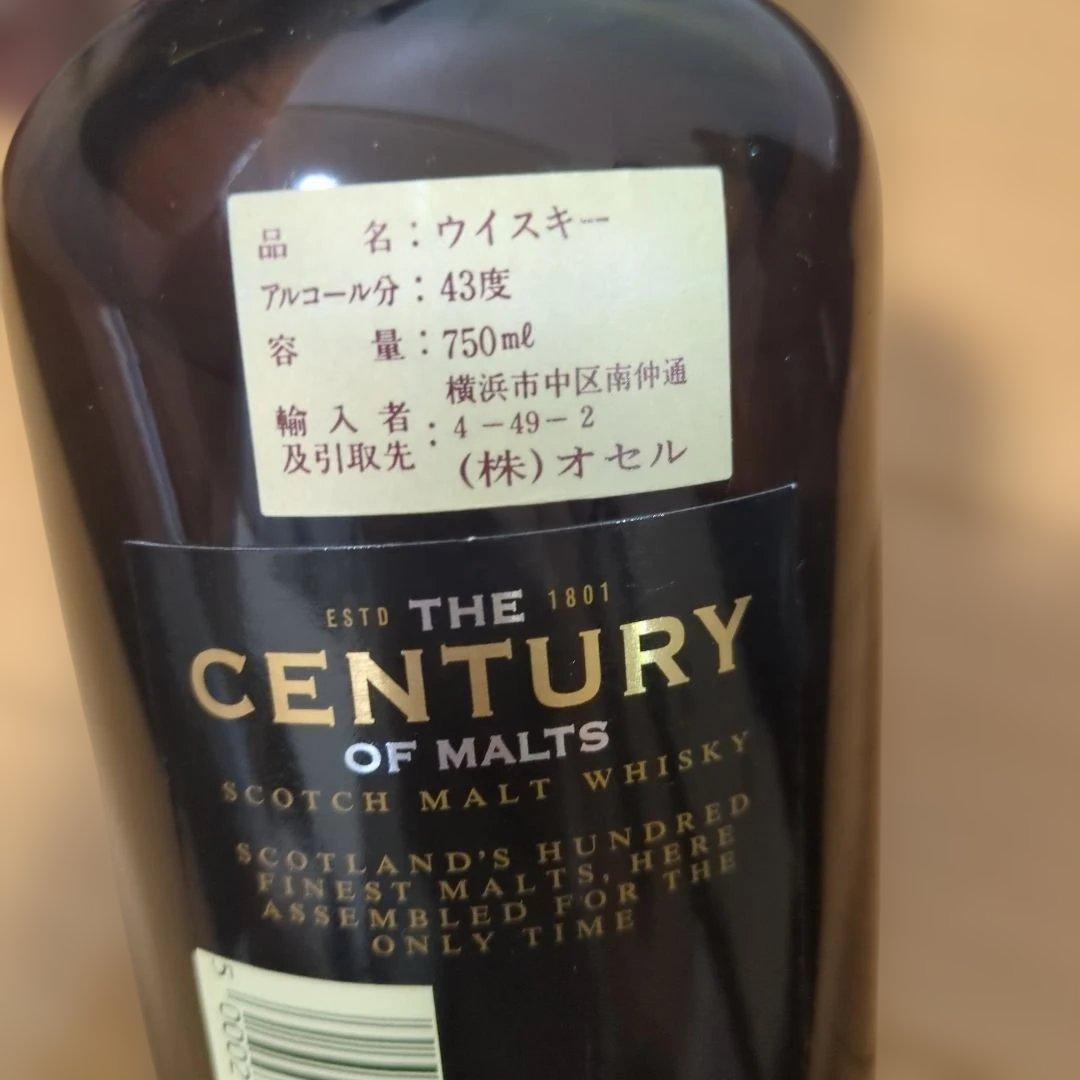 品 名：ウイスキー
アルコール分：43度
容 量：750mℓ
横浜市中区南仲通
輸入者 4-49-2
及引取先：(株)オセル
ESTD THE 1801
CENTURY
OF MALTS
SCOTCH MALT WHISKY
SCOTLAND'S HUNDRED
FINEST MALTS, HERE
ASSEMBLED FOR THE
ONLY TIME
5 0002